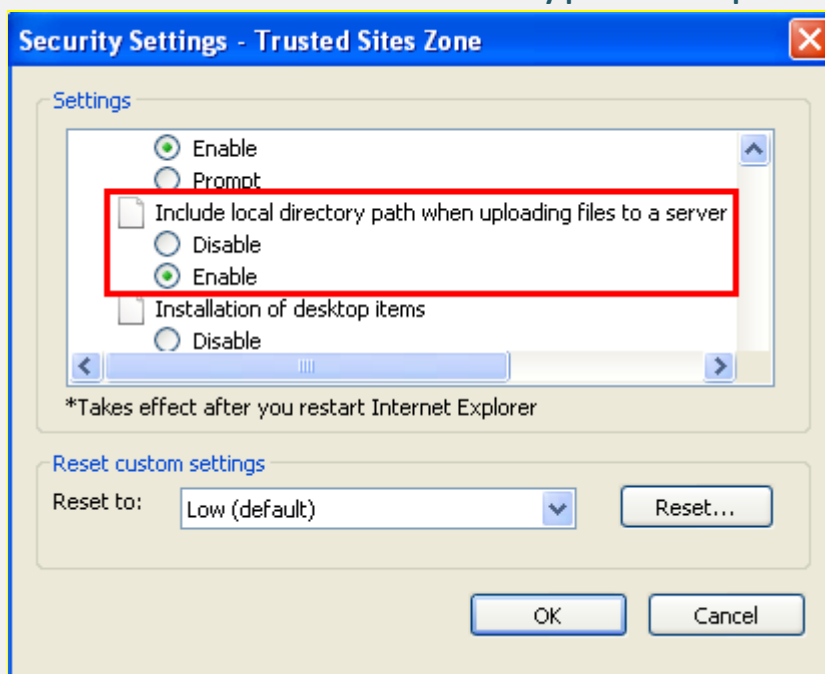 Security Settings - Trusted Sites Zone
Settings
Enable
Prompt
Include local directory path when uploading files to a server
Disable
Enable
Installation of desktop items
Disable
*Takes effect after you restart Internet Explorer
Reset custom settings
Reset to: Low (default) Reset...
OK Cancel